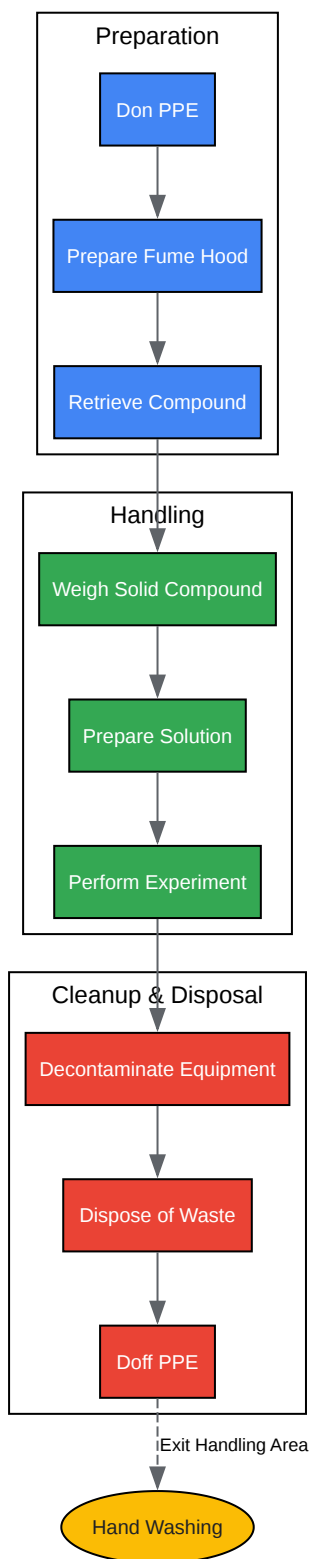 Preparation
Don PPE
Prepare Fume Hood
Retrieve Compound
Handling
Weigh Solid Compound
Prepare Solution
Perform Experiment
Cleanup & Disposal
Decontaminate Equipment
Dispose of Waste
Doff PPE
Exit Handling Area
Hand Washing